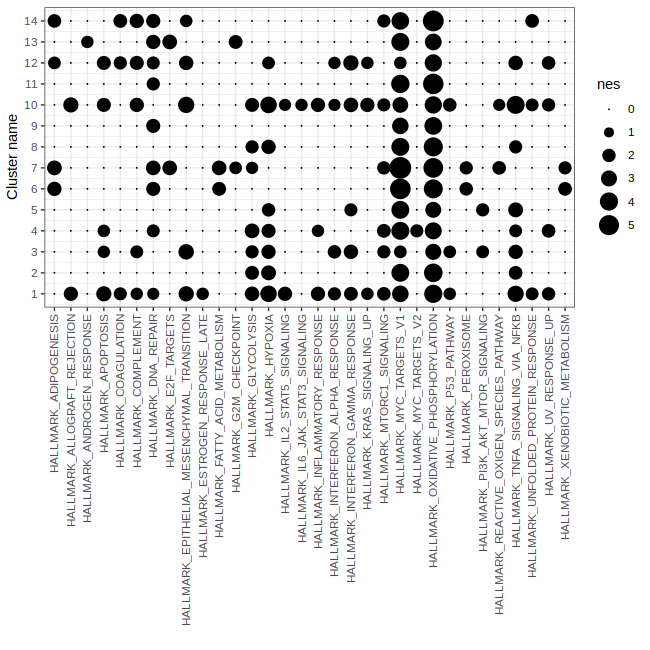 Cluster name
14
13
12
11
10
9
8
7
6
5
4
3
2
1
HALLMARK_ADIPOGENESIS
HALLMARK_ALLOGRAFT_REJECTION
HALLMARK_ANDROGEN_RESPONSE
HALLMARK_APOPTOSIS
HALLMARK_COAGULATION
HALLMARK_COMPLEMENT
HALLMARK_DNA_REPAIR
HALLMARK_E2F_TARGETS
HALLMARK_EPITHELIAL_MESENCHYMAL_TRANSITION
HALLMARK_ESTROGEN_RESPONSE_LATE
HALLMARK_FATTY_ACID_METABOLISM
HALLMARK_G2M_CHECKPOINT
HALLMARK_GLYCOLYSIS
HALLMARK_HYPOXIA
HALLMARK_IL2_STAT5_SIGNALING
HALLMARK_IL6_JAK_STAT3_SIGNALING
HALLMARK_INFLAMMATORY_RESPONSE
HALLMARK_INTERFERON_ALPHA_RESPONSE
HALLMARK_INTERFERON_GAMMA_RESPONSE
HALLMARK_KRAS_SIGNALING_UP
HALLMARK_MTORC1_SIGNALING
HALLMARK_MYC_TARGETS_V1
HALLMARK_MYC_TARGETS_V2
HALLMARK_OXIDATIVE_PHOSPHORYLATION
HALLMARK_P53_PATHWAY
HALLMARK_PEROXISOME
HALLMARK_PI3K_AKT_MTOR_SIGNALING
HALLMARK_REACTIVE_OXIGEN_SPECIES_PATHWAY
HALLMARK_TNFA_SIGNALING_VIA_NFKB
HALLMARK_UNFOLDED_PROTEIN_RESPONSE
HALLMARK_UV_RESPONSE_UP
HALLMARK_XENOBIOTIC_METABOLISM
nes
0
1
2
3
4
5